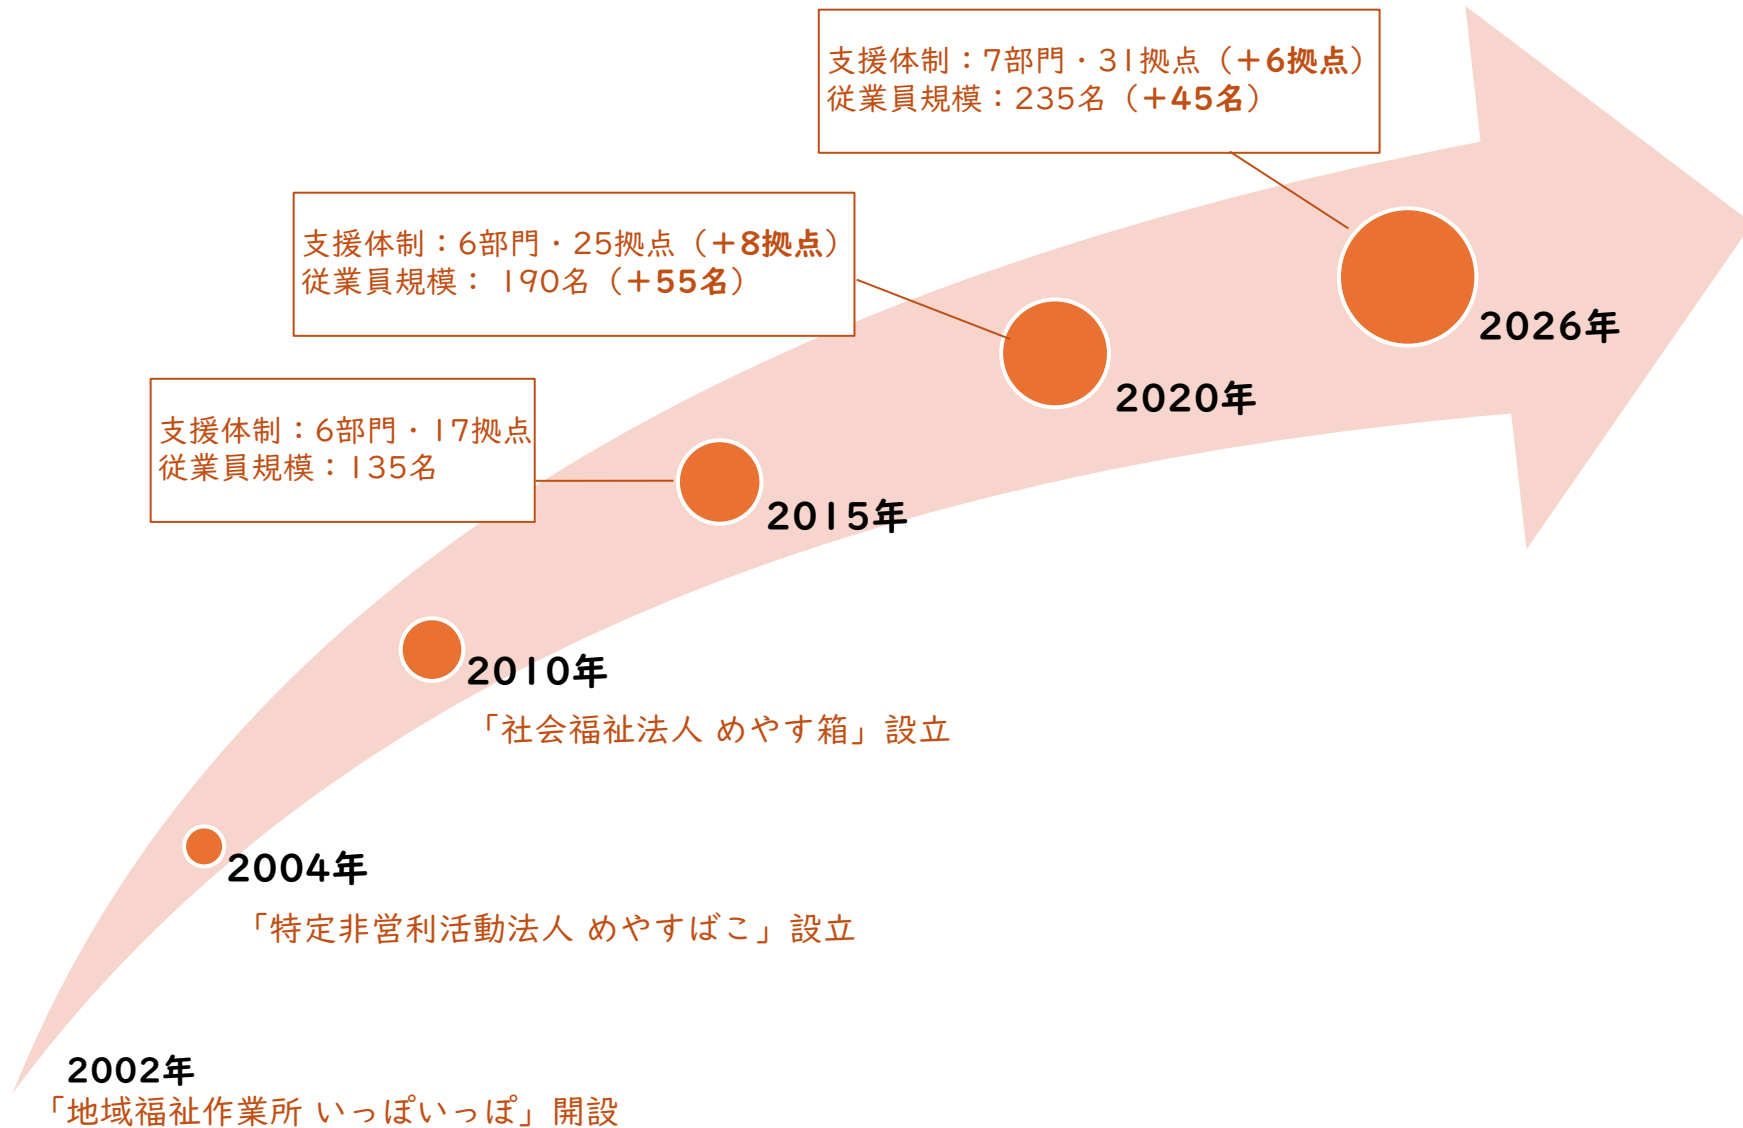 支援体制：7部門・31拠点（＋6拠点）
従業員規模：235名（＋45名）
支援体制：6部門・25拠点（＋8拠点）
従業員規模： 190名（＋55名）
支援体制：6部門・17拠点
従業員規模：135名
2026年
2020年
2015年
2010年
「社会福祉法人 めやす箱」設立
2004年
「特定非営利活動法人 めやすばこ」設立
2002年
「地域福祉作業所 いっぽいっぽ」開設